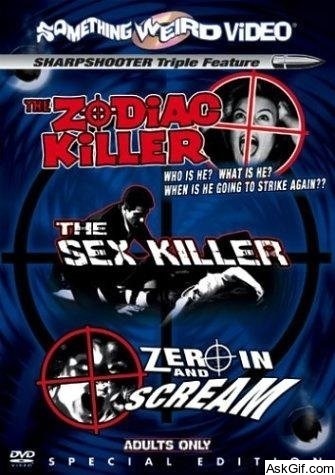 SOMETHING WEIRD VIDEO
SHARPSHOOTER Triple Feature
THE ZODIAC
KILLER
WHO IS HE? WHAT IS HE?
WHEN IS HE GOING TO STRIKE AGAIN??
THE
SEX KILLER
ZERO IN
AND
SCREAM
ADULTS ONLY
DVD
VIDEO
SPECIAL EDITION
AskGif.com